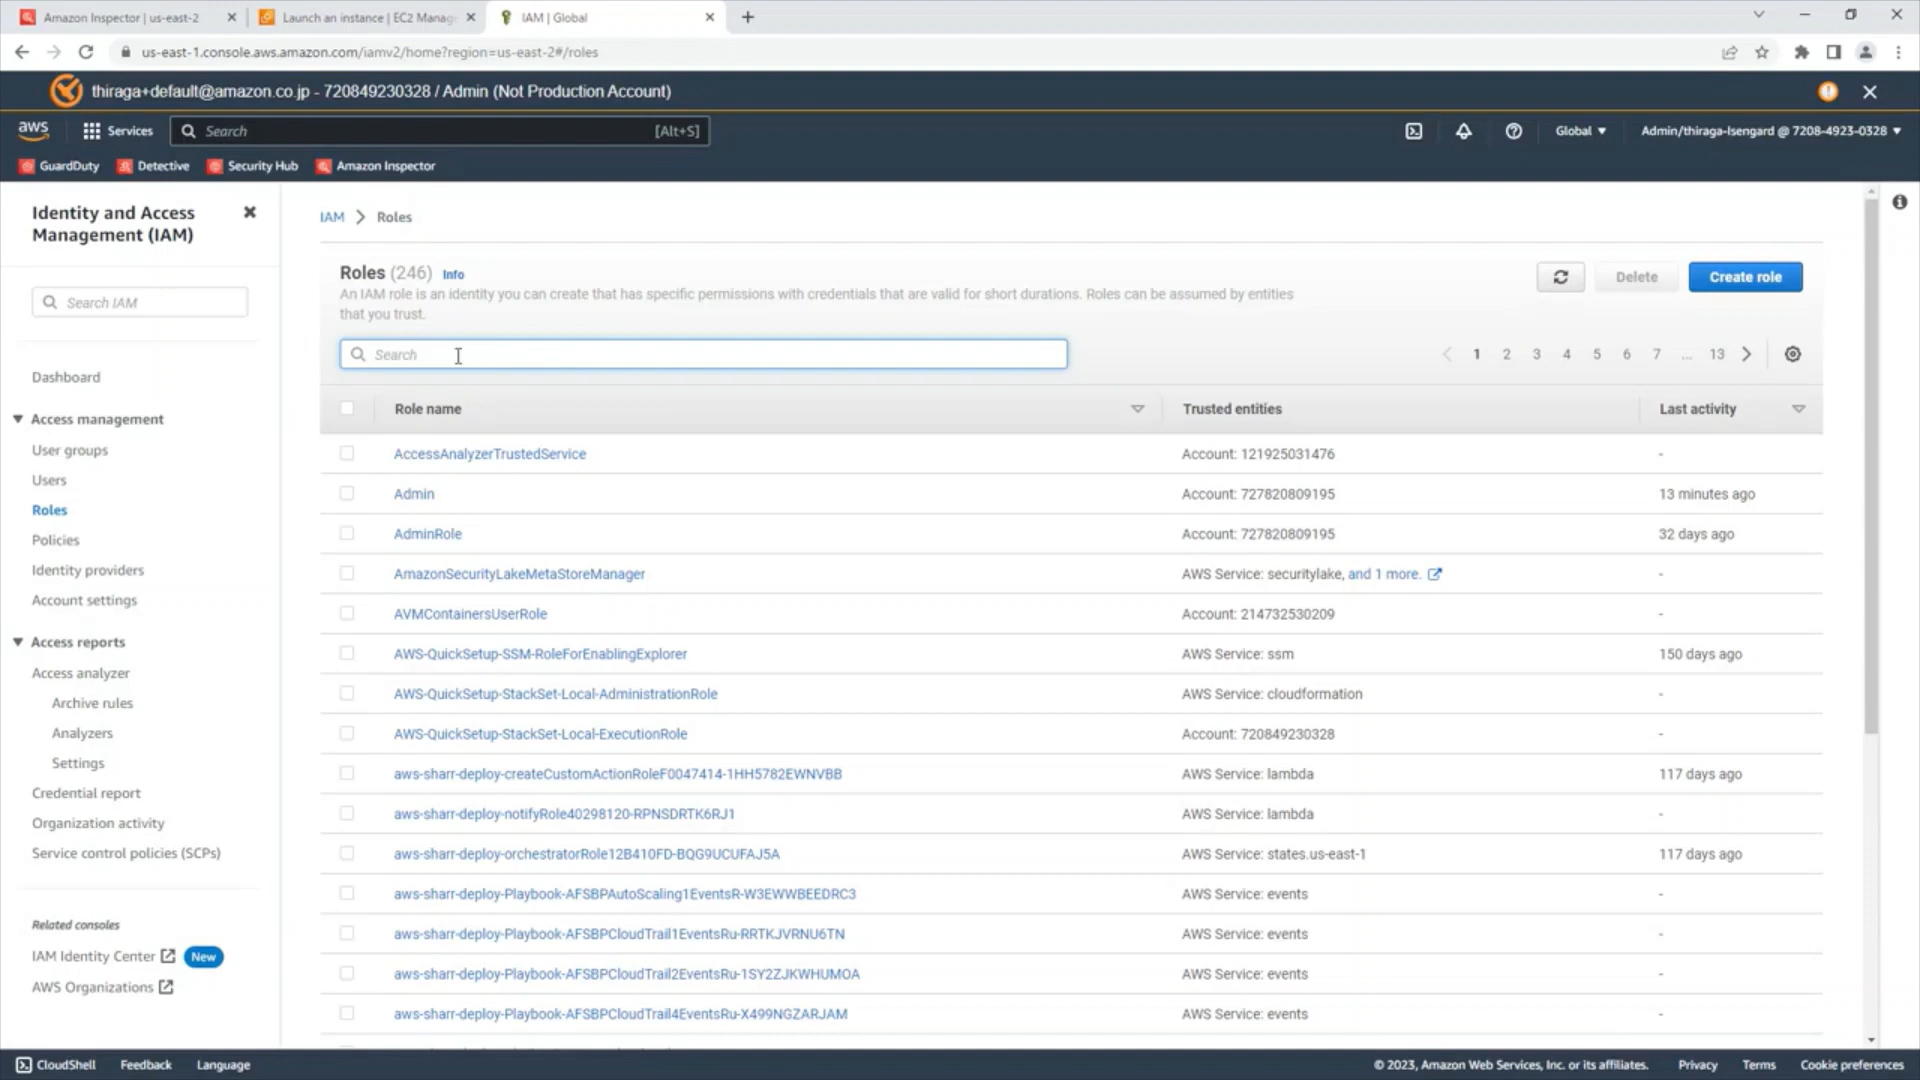 Amazon Inspector | us-east-2
Launch an instance | EC2 Manag
IAM | Global
us-east-1.console.aws.amazon.com/iamv2/home?region=us-east-2#/roles
thiraga+default@amazon.co.jp - 720849230328 / Admin (Not Production Account)
aws
Services
Search
[Alt+S]
Global
Admin/thiraga-Isengard @ 7208-4923-0328
GuardDuty
Detective
Security Hub
Amazon Inspector
Identity and Access
Management (IAM)
Search IAM
Dashboard
Access management
User groups
Users
Roles
Policies
Identity providers
Account settings
Access reports
Access analyzer
Archive rules
Analyzers
Settings
Credential report
Organization activity
Service control policies (SCPs)
Related consoles
IAM Identity Center New
AWS Organizations
IAM > Roles
Roles (246) Info
An IAM role is an identity you can create that has specific permissions with credentials that are valid for short durations. Roles can be assumed by entities
that you trust.
Delete
Create role
Search
1 2 3 4 5 6 7 ... 13
Role name Trusted entities Last activity
AccessAnalyzerTrustedService Account: 121925031476 -
Admin Account: 727820809195 13 minutes ago
AdminRole Account: 727820809195 32 days ago
AmazonSecurityLakeMetaStoreManager AWS Service: securitylake, and 1 more. -
AVMContainersUserRole Account: 214732530209 -
AWS-QuickSetup-SSM-RoleForEnablingExplorer AWS Service: ssm 150 days ago
AWS-QuickSetup-StackSet-Local-AdministrationRole AWS Service: cloudformation -
AWS-QuickSetup-StackSet-Local-ExecutionRole Account: 720849230328 -
aws-sharr-deploy-createCustomActionRoleF0047414-1HH5782EWNVBB AWS Service: lambda 117 days ago
aws-sharr-deploy-notifyRole40298120-RPNSDRTK6RJ1 AWS Service: lambda -
aws-sharr-deploy-orchestratorRole12B410FD-BQG9UCUFAJ5A AWS Service: states.us-east-1 117 days ago
aws-sharr-deploy-Playbook-AFSBPAutoScaling1EventsR-W3EWWBEEDRC3 AWS Service: events -
aws-sharr-deploy-Playbook-AFSBPCloudTrail1EventsRu-RRTKJVRNU6TN AWS Service: events -
aws-sharr-deploy-Playbook-AFSBPCloudTrail2EventsRu-1SY2ZJKWHUMOA AWS Service: events -
aws-sharr-deploy-Playbook-AFSBPCloudTrail4EventsRu-X499NGZARJAM AWS Service: events -
CloudShell
Feedback
Language
© 2023, Amazon Web Services, Inc. or its affiliates.
Privacy
Terms
Cookie preferences